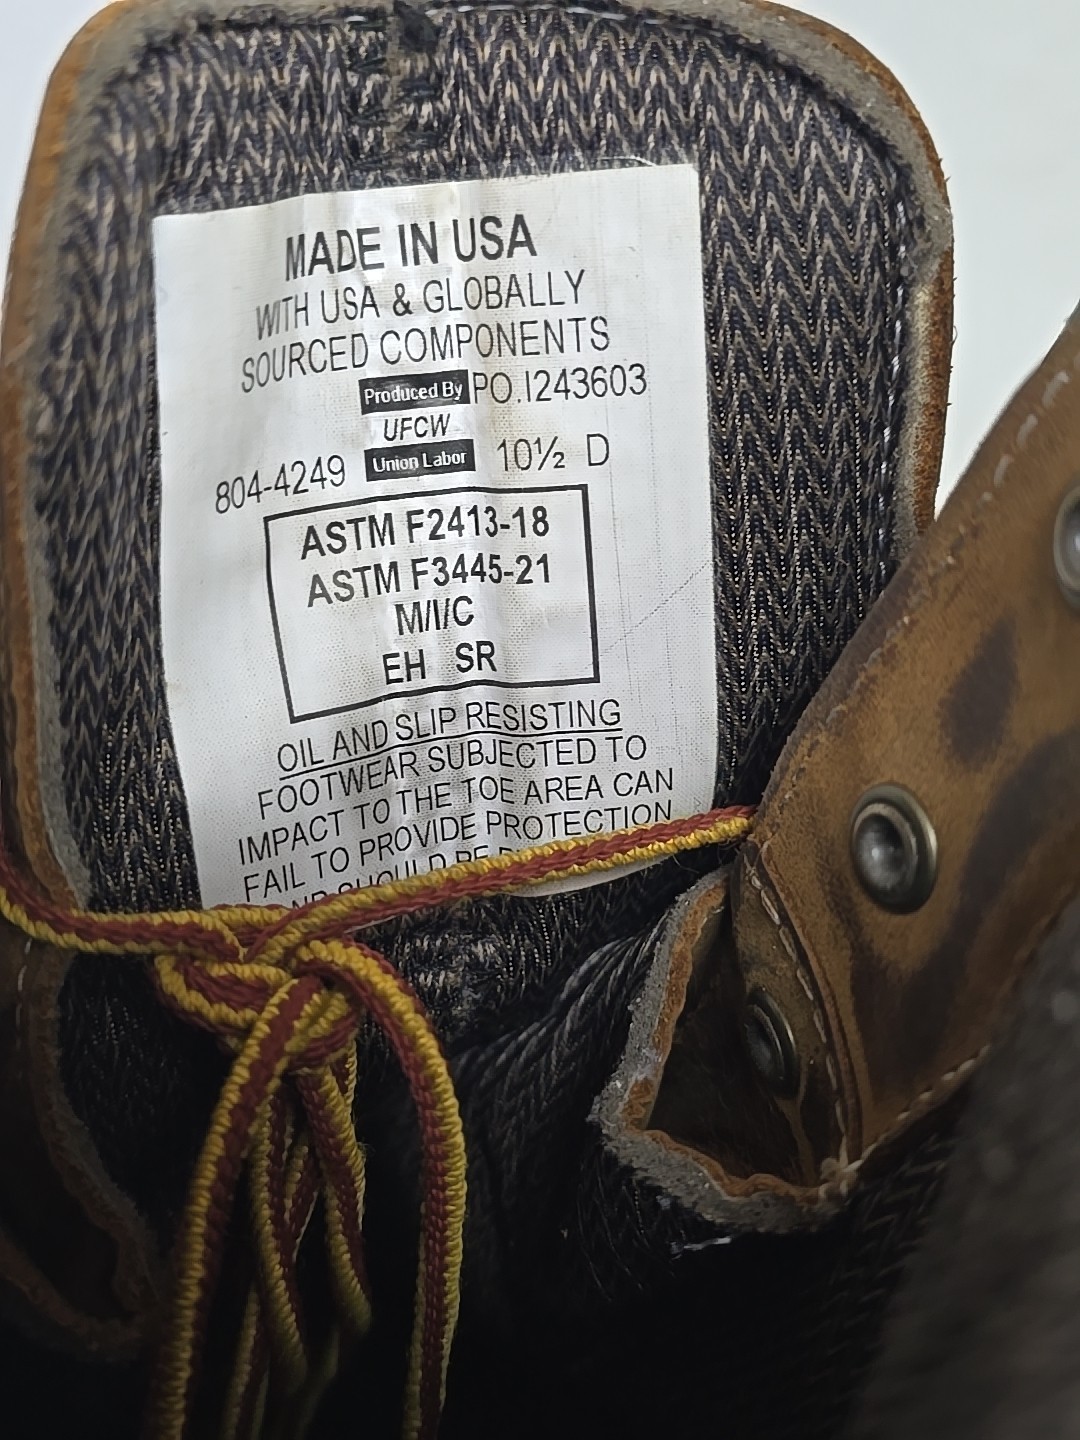 MADE IN USA
WITH USA & GLOBALLY
SOURCED COMPONENTS
Produced By PO.I243603
UFCW
804-4249 Union Labor 10½ D
ASTM F2413-18
ASTM F3445-21
M/I/C
EH SR
OIL AND SLIP RESISTING
FOOTWEAR SUBJECTED TO
IMPACT TO THE TOE AREA CAN
FAIL TO PROVIDE PROTECTION
SHOULD BE